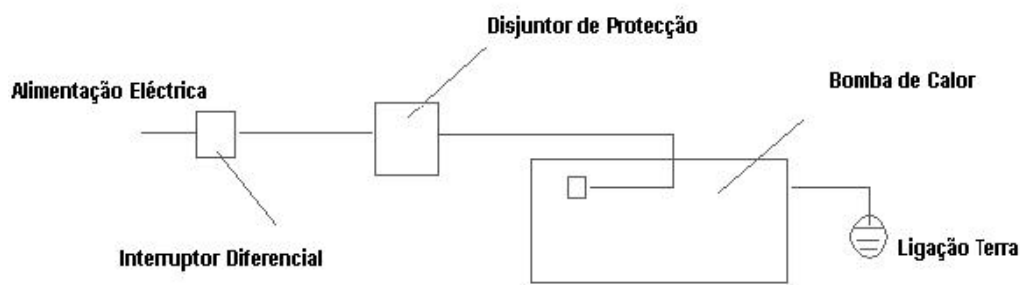 Disjuntor de Protecção
Alimentação Eléctrica
Bomba de Calor
Interruptor Diferencial
Ligação Terra